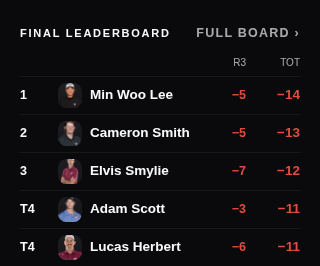 FINAL LEADERBOARD FULL BOARD ›
R3 TOT
1 Min Woo Lee −5 −14
2 Cameron Smith −5 −13
3 Elvis Smylie −7 −12
T4 Adam Scott −3 −11
T4 Lucas Herbert −6 −11